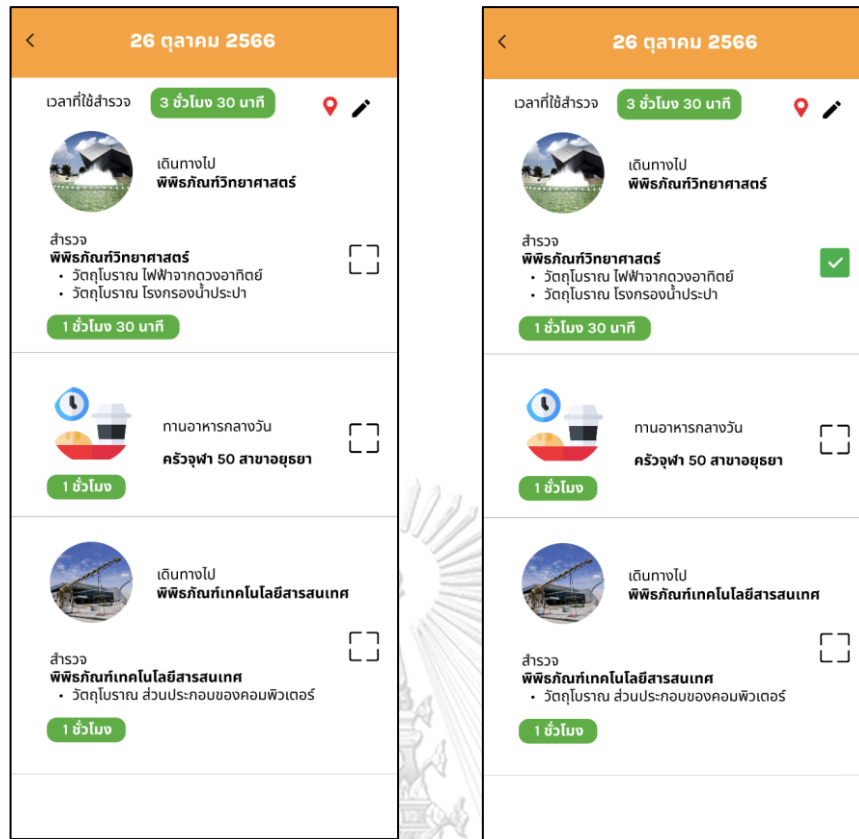 26 ตุลาคม 2566
เวลาที่ใช้สำรวจ 3 ชั่วโมง 30 นาที
เดินทางไป
พิพิธภัณฑ์วิทยาศาสตร์
สำรวจ
พิพิธภัณฑ์วิทยาศาสตร์
• วัตถุโบราณ ไฟฟ้าจากดวงอาทิตย์
• วัตถุโบราณ โรงกรองน้ำประปา
1 ชั่วโมง 30 นาที
ทานอาหารกลางวัน
ครัวจุฬา 50 สาขาอยุธยา
1 ชั่วโมง
เดินทางไป
พิพิธภัณฑ์เทคโนโลยีสารสนเทศ
สำรวจ
พิพิธภัณฑ์เทคโนโลยีสารสนเทศ
• วัตถุโบราณ ส่วนประกอบของคอมพิวเตอร์
1 ชั่วโมง
26 ตุลาคม 2566
เวลาที่ใช้สำรวจ 3 ชั่วโมง 30 นาที
เดินทางไป
พิพิธภัณฑ์วิทยาศาสตร์
สำรวจ
พิพิธภัณฑ์วิทยาศาสตร์
• วัตถุโบราณ ไฟฟ้าจากดวงอาทิตย์
• วัตถุโบราณ โรงกรองน้ำประปา
1 ชั่วโมง 30 นาที
ทานอาหารกลางวัน
ครัวจุฬา 50 สาขาอยุธยา
1 ชั่วโมง
เดินทางไป
พิพิธภัณฑ์เทคโนโลยีสารสนเทศ
สำรวจ
พิพิธภัณฑ์เทคโนโลยีสารสนเทศ
• วัตถุโบราณ ส่วนประกอบของคอมพิวเตอร์
1 ชั่วโมง